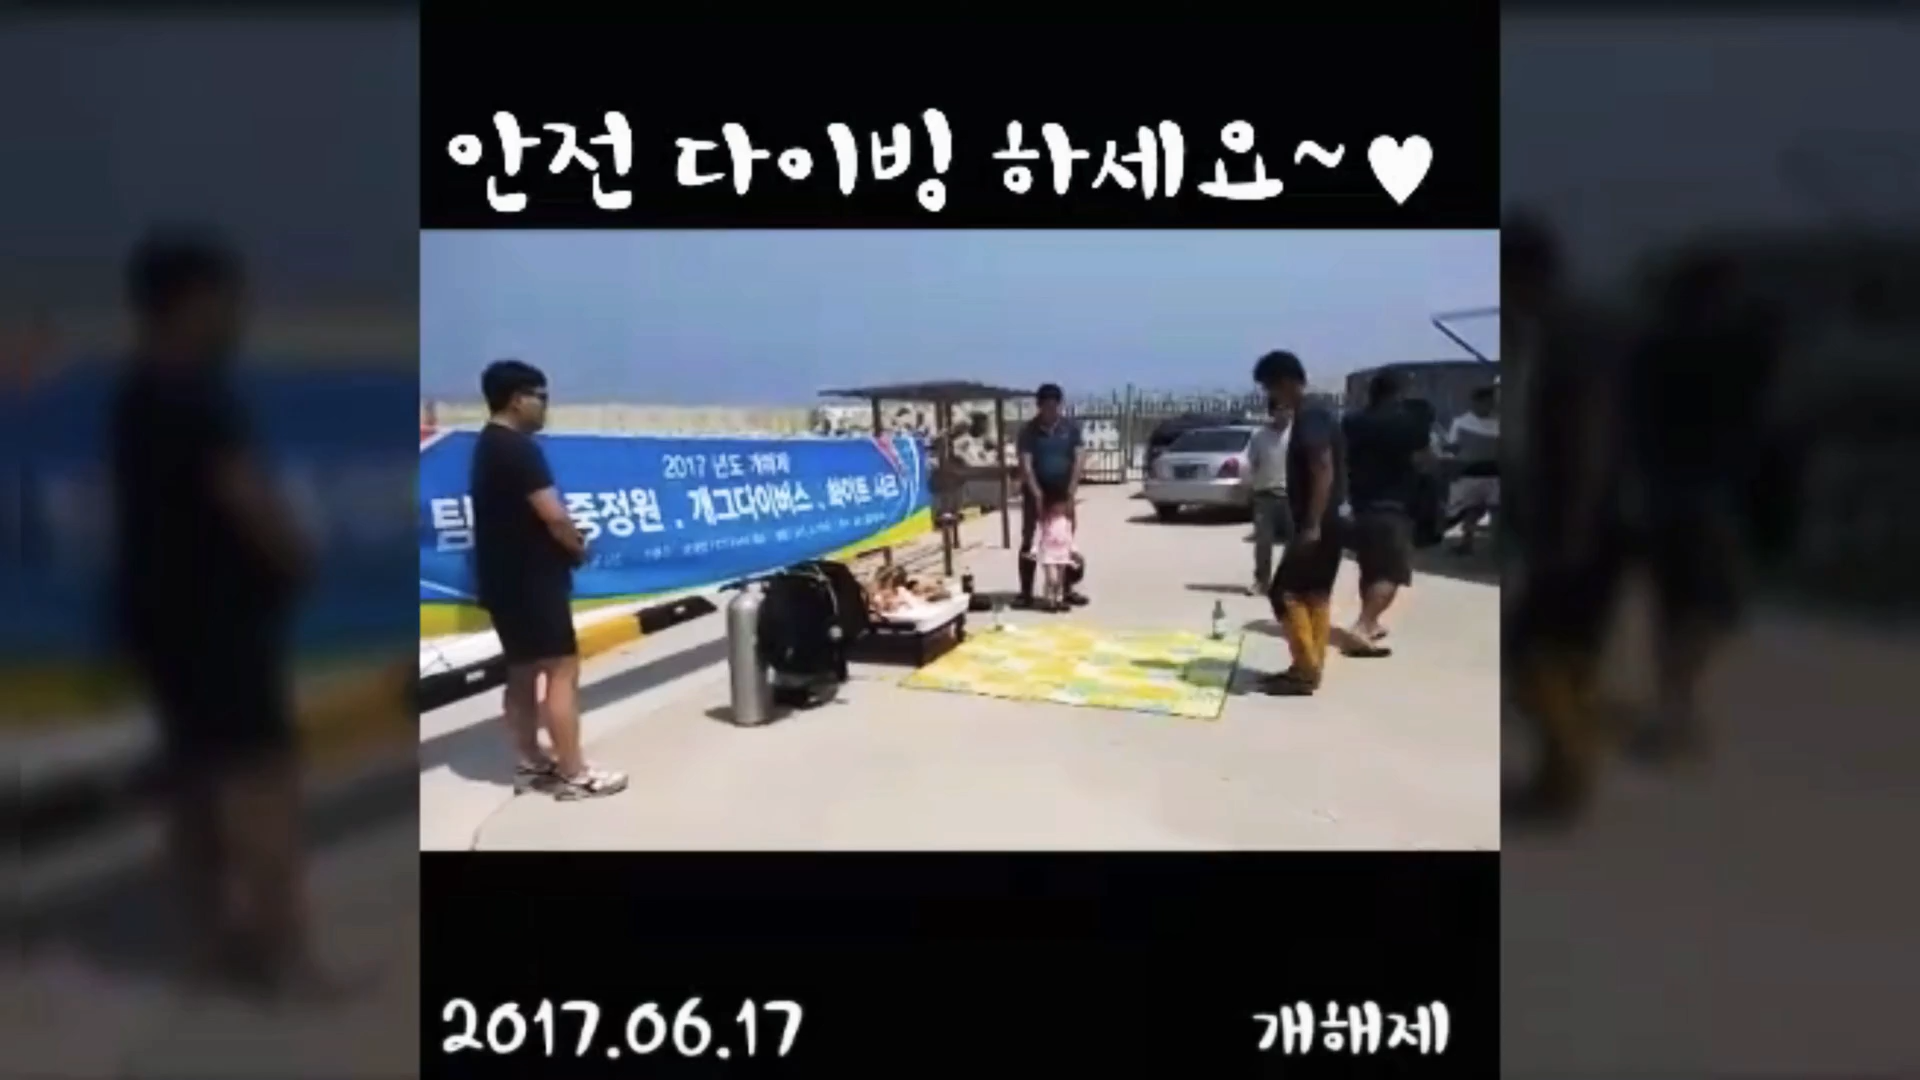 안전 다이빙 하세요~♥
2017 년도 개해제
팀 중정원 . 개그다이버스 . 화이트 샤크
2017.06.17
개해제